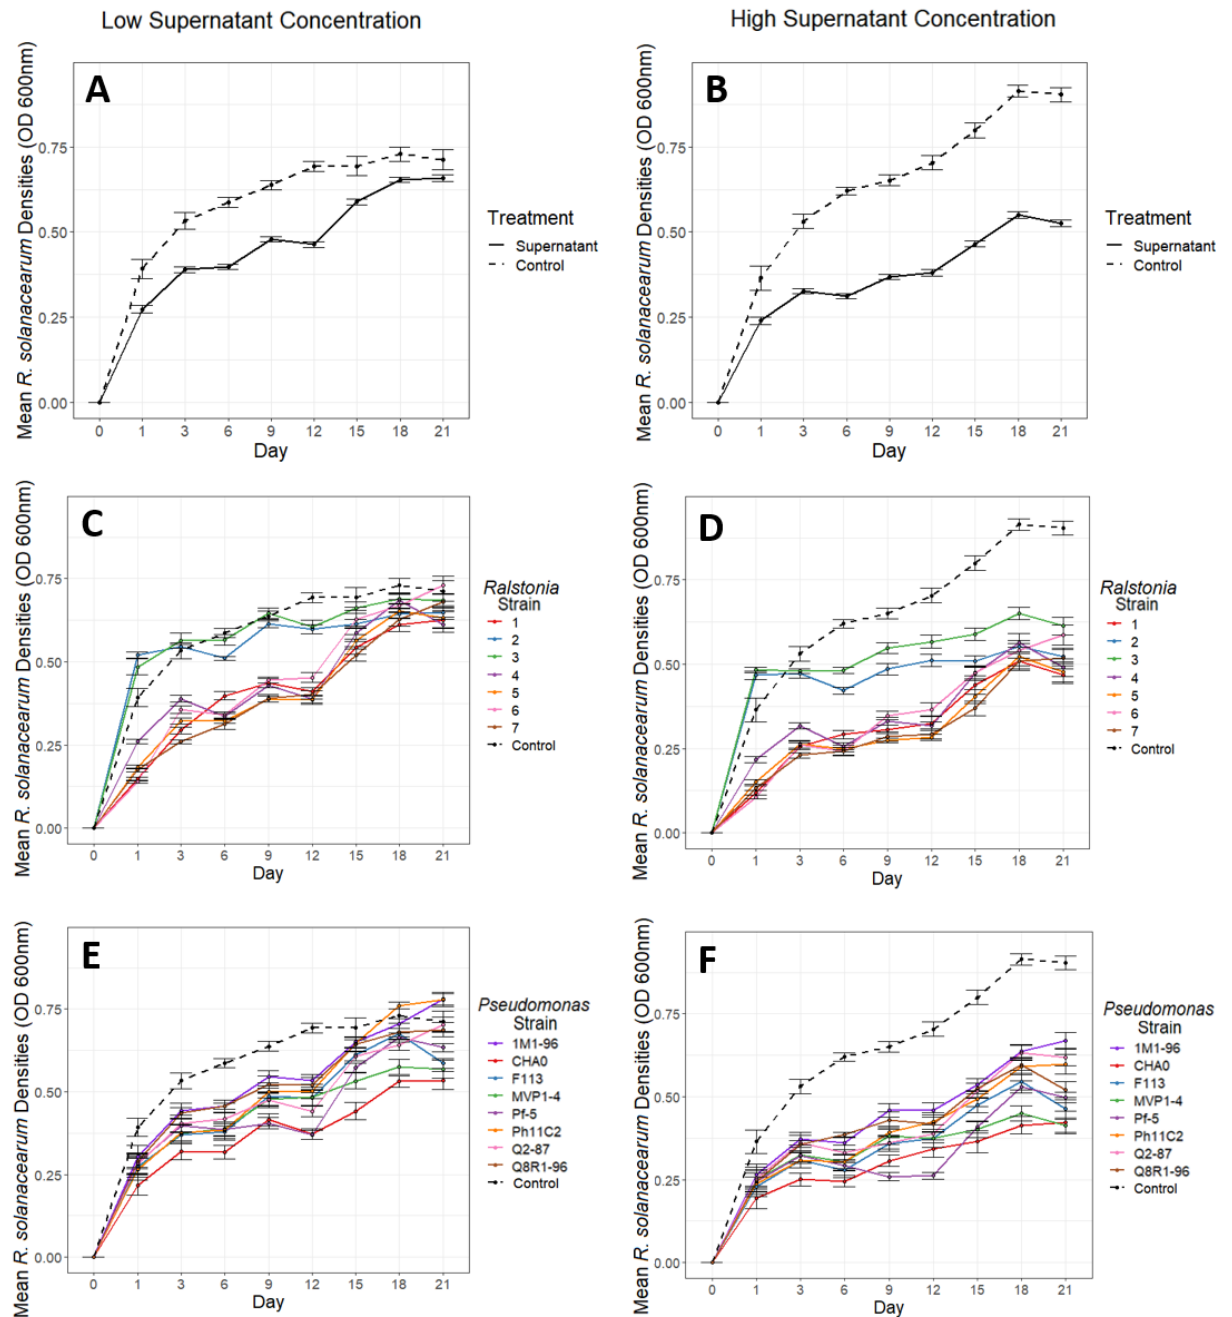 Low Supernatant Concentration
High Supernatant Concentration
A
Mean R. solanacearum Densities (OD 600nm)
0.75
0.50
0.25
0.00
0 1 3 6 9 12 15 18 21
Day
Treatment
Supernatant
Control
B
Mean R. solanacearum Densities (OD 600nm)
0.75
0.50
0.25
0.00
0 1 3 6 9 12 15 18 21
Day
Treatment
Supernatant
Control
C
Mean R. solanacearum Densities (OD 600nm)
0.75
0.50
0.25
0.00
0 1 3 6 9 12 15 18 21
Day
Ralstonia
Strain
1
2
3
4
5
6
7
Control
D
Mean R. solanacearum Densities (OD 600nm)
0.75
0.50
0.25
0.00
0 1 3 6 9 12 15 18 21
Day
Ralstonia
Strain
1
2
3
4
5
6
7
Control
E
Mean R. solanacearum Densities (OD 600nm)
0.75
0.50
0.25
0.00
0 1 3 6 9 12 15 18 21
Day
Pseudomonas
Strain
1M1-96
CHA0
F113
MVP1-4
Pf-5
Ph11C2
Q2-87
Q8R1-96
Control
F
Mean R. solanacearum Densities (OD 600nm)
0.75
0.50
0.25
0.00
0 1 3 6 9 12 15 18 21
Day
Pseudomonas
Strain
1M1-96
CHA0
F113
MVP1-4
Pf-5
Ph11C2
Q2-87
Q8R1-96
Control